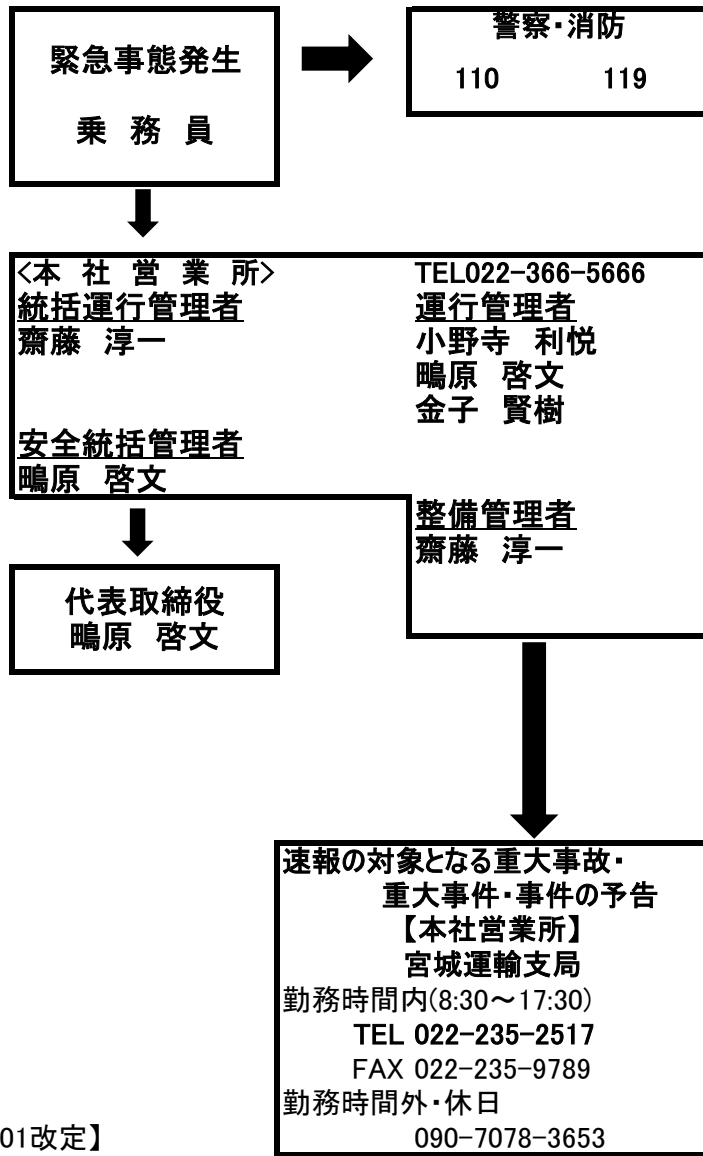 緊急事態発生
乗　務　員
警察・消防
110　　119
<本　社　営　業　所>　　TEL022-366-5666
統括運行管理者　　運行管理者
齋藤　淳一　　小野寺　利悦
鴫原　啓文
金子　賢樹
安全統括管理者
鴫原　啓文
整備管理者
齋藤　淳一
代表取締役
鴫原　啓文
速報の対象となる重大事故・
重大事件・事件の予告
【本社営業所】
宮城運輸支局
勤務時間内(8:30～17:30)
TEL 022-235-2517
FAX 022-235-9789
勤務時間外・休日
090-7078-3653
01改定】